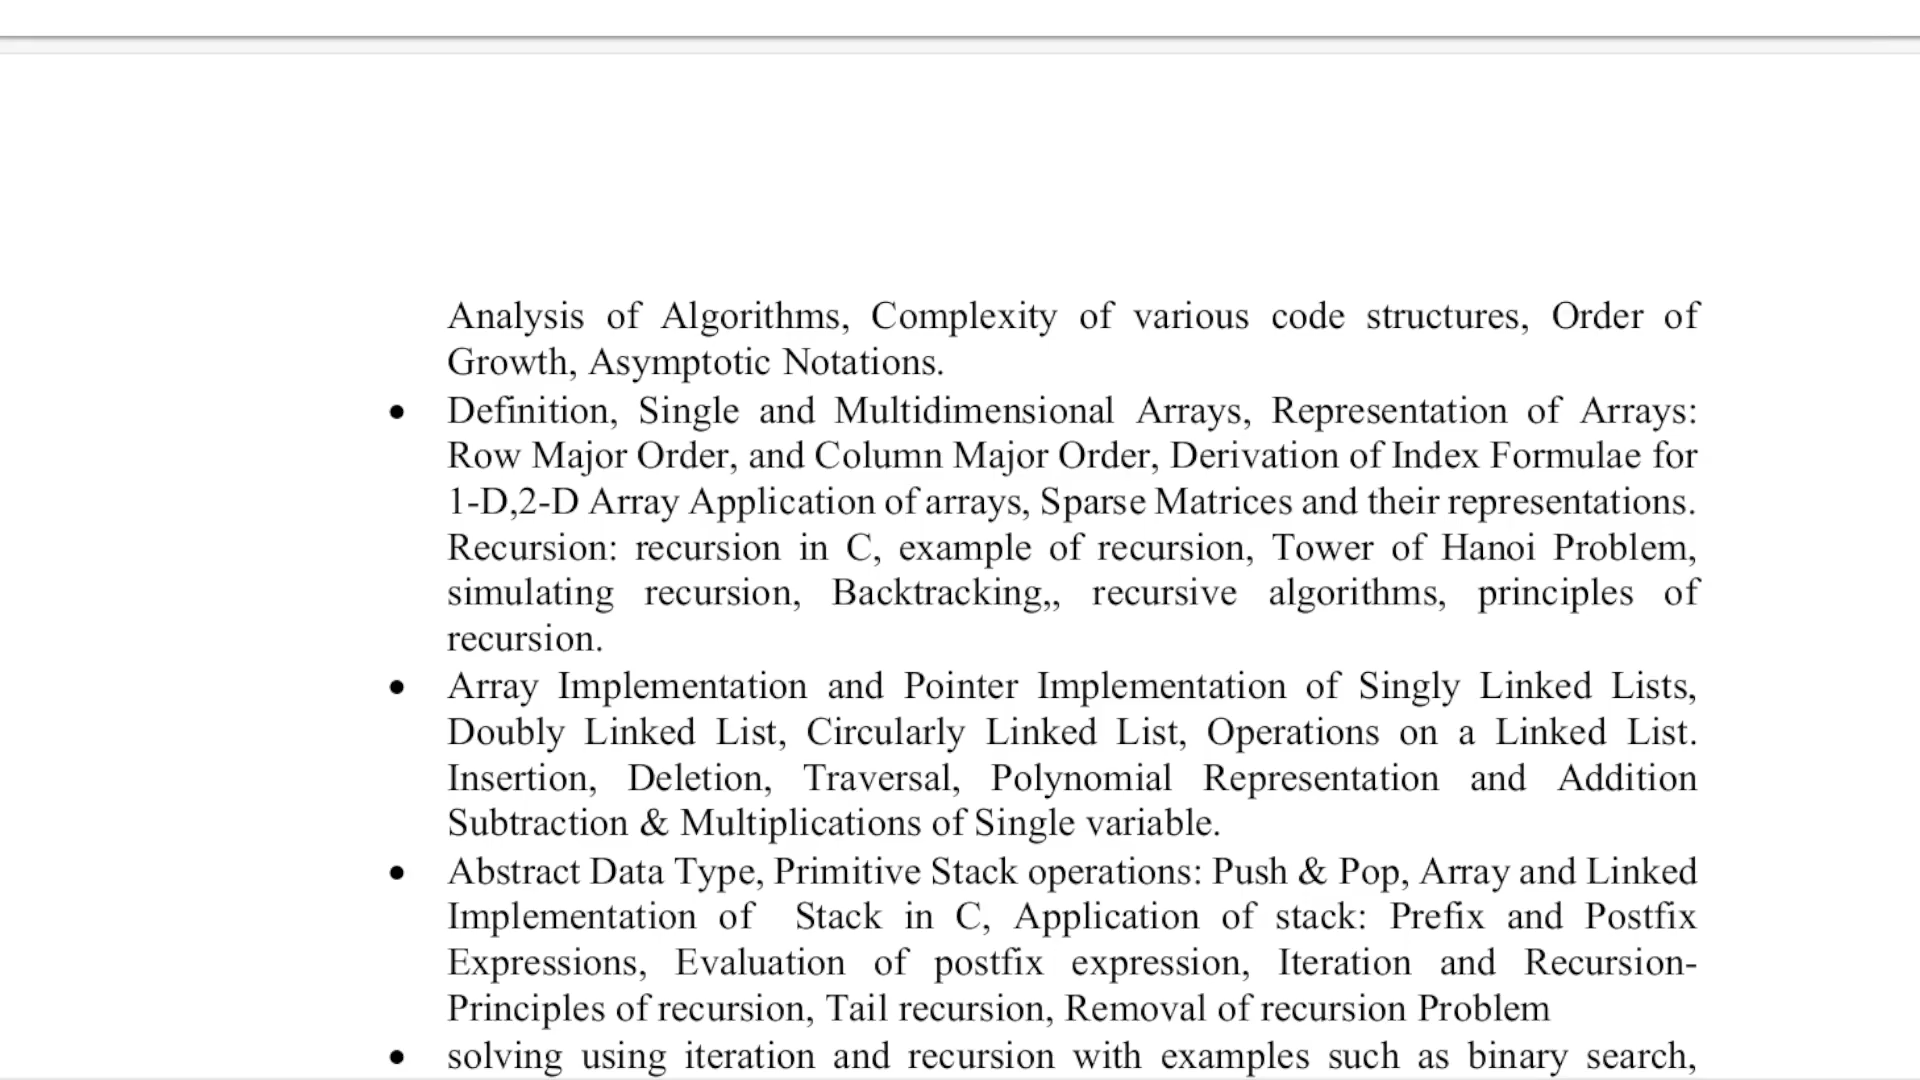 Analysis of Algorithms, Complexity of various code structures, Order of
Growth, Asymptotic Notations.
• Definition, Single and Multidimensional Arrays, Representation of Arrays:
Row Major Order, and Column Major Order, Derivation of Index Formulae for
1-D,2-D Array Application of arrays, Sparse Matrices and their representations.
Recursion: recursion in C, example of recursion, Tower of Hanoi Problem,
simulating recursion, Backtracking,, recursive algorithms, principles of
recursion.
• Array Implementation and Pointer Implementation of Singly Linked Lists,
Doubly Linked List, Circularly Linked List, Operations on a Linked List.
Insertion, Deletion, Traversal, Polynomial Representation and Addition
Subtraction & Multiplications of Single variable.
• Abstract Data Type, Primitive Stack operations: Push & Pop, Array and Linked
Implementation of Stack in C, Application of stack: Prefix and Postfix
Expressions, Evaluation of postfix expression, Iteration and Recursion-
Principles of recursion, Tail recursion, Removal of recursion Problem
• solving using iteration and recursion with examples such as binary search,